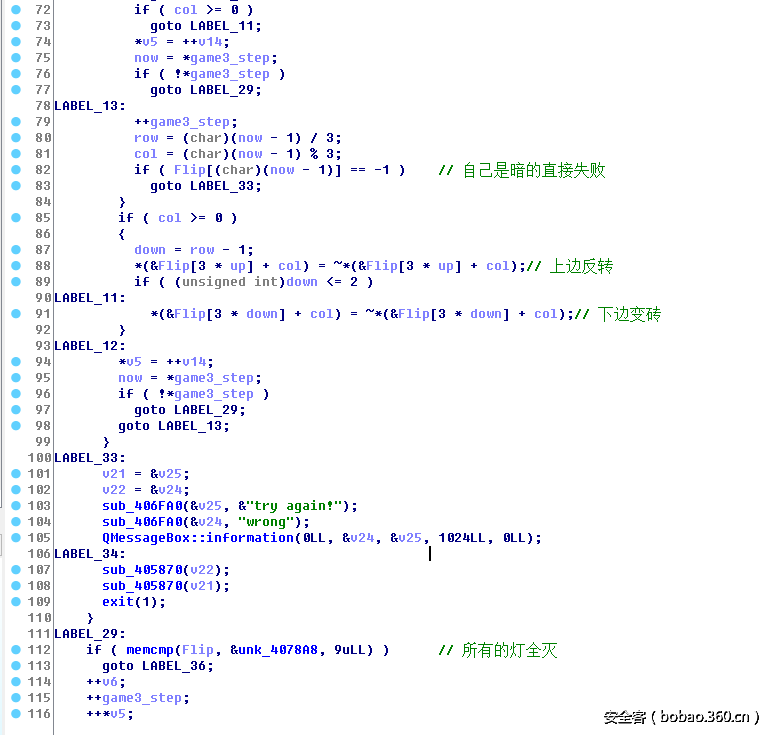 72 if ( col >= 0 )
73 goto LABEL_11;
74 *v5 = ++v14;
75 now = *game3_step;
76 if ( !*game3_step )
77 goto LABEL_29;
78 LABEL_13:
79 ++game3_step;
80 row = (char)(now - 1) / 3;
81 col = (char)(now - 1) % 3;
82 if ( Flip[(char)(now - 1)] == -1 ) // 自己是暗的直接失败
83 goto LABEL_33;
84 }
85 if ( col >= 0 )
86 {
87 down = row - 1;
88 *(&Flip[3 * up] + col) = ~*(&Flip[3 * up] + col);// 上边反转
89 if ( (unsigned int)down <= 2 )
90 LABEL_11:
91 *(&Flip[3 * down] + col) = ~*(&Flip[3 * down] + col);// 下边变砖
92 }
93 LABEL_12:
94 *v5 = ++v14;
95 now = *game3_step;
96 if ( !*game3_step )
97 goto LABEL_29;
98 goto LABEL_13;
99 }
100 LABEL_33:
101 v21 = &v25;
102 v22 = &v24;
103 sub_406FA0(&v25, &"try again!");
104 sub_406FA0(&v24, "wrong");
105 QMessageBox::information(0LL, &v24, &v25, 1024LL, 0LL);
106 LABEL_34:
107 sub_405870(v22);
108 sub_405870(v21);
109 exit(1);
110 }
111 LABEL_29:
112 if ( memcmp(Flip, &unk_4078A8, 9uLL) ) // 所有的灯全灭
113 goto LABEL_36;
114 ++v6;
115 ++game3_step;
116 ++*v5;
安全客 ( bobao.360.cn )